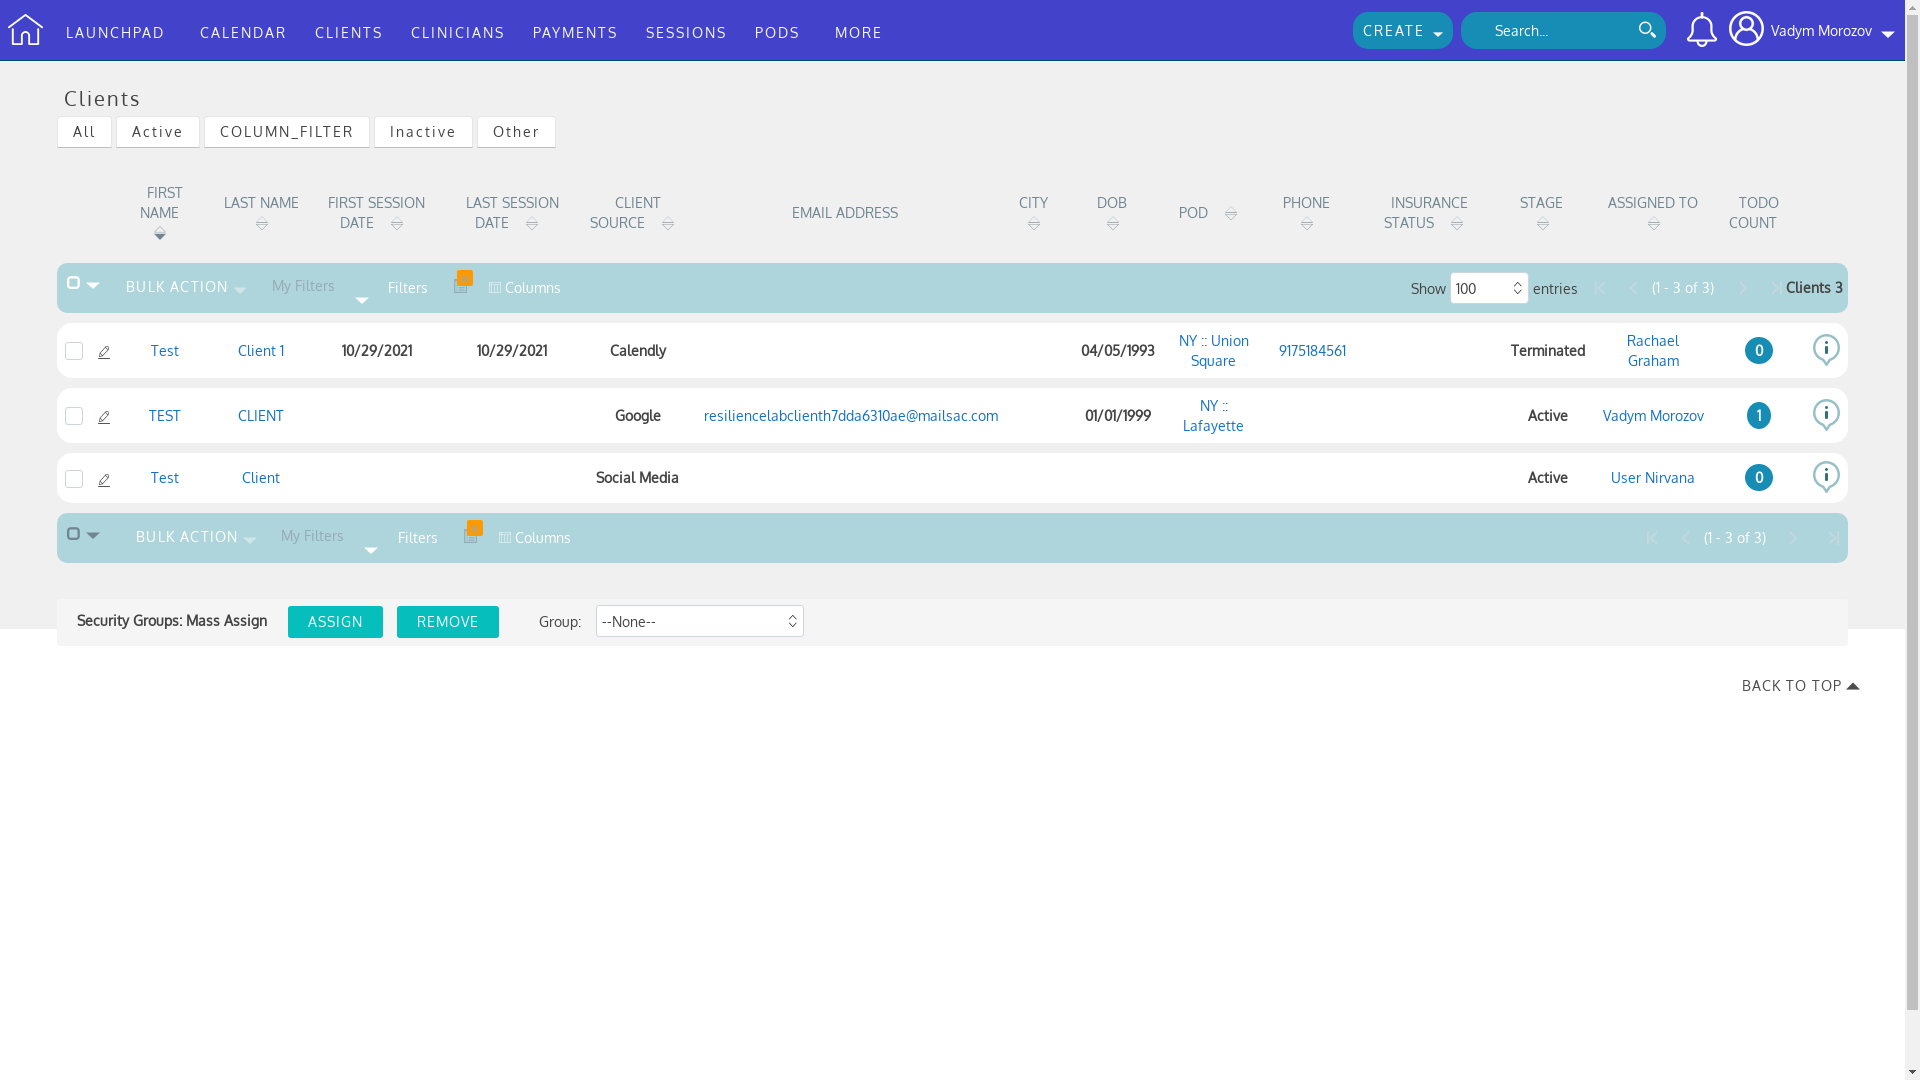 LAUNCHPAD CALENDAR CLIENTS CLINICIANS PAYMENTS SESSIONS PODS MORE CREATE Search... Vadym Morozov
Clients
All Active COLUMN_FILTER Inactive Other
FIRST NAME LAST NAME FIRST SESSION DATE LAST SESSION DATE CLIENT SOURCE EMAIL ADDRESS CITY DOB POD PHONE INSURANCE STATUS STAGE ASSIGNED TO TODO COUNT
BULK ACTION My Filters Filters Columns Show 100 entries (1 - 3 of 3) Clients 3
Test Client 1 10/29/2021 10/29/2021 Calendly 04/05/1993 NY :: Union Square 9175184561 Terminated Rachael Graham 0
TEST CLIENT Google resiliencelabclienth7dda6310ae@mailsac.com 01/01/1999 NY :: Lafayette Active Vadym Morozov 1
Test Client Social Media Active User Nirvana 0
BULK ACTION My Filters Filters Columns (1 - 3 of 3)
Security Groups: Mass Assign ASSIGN REMOVE Group: --None--
BACK TO TOP